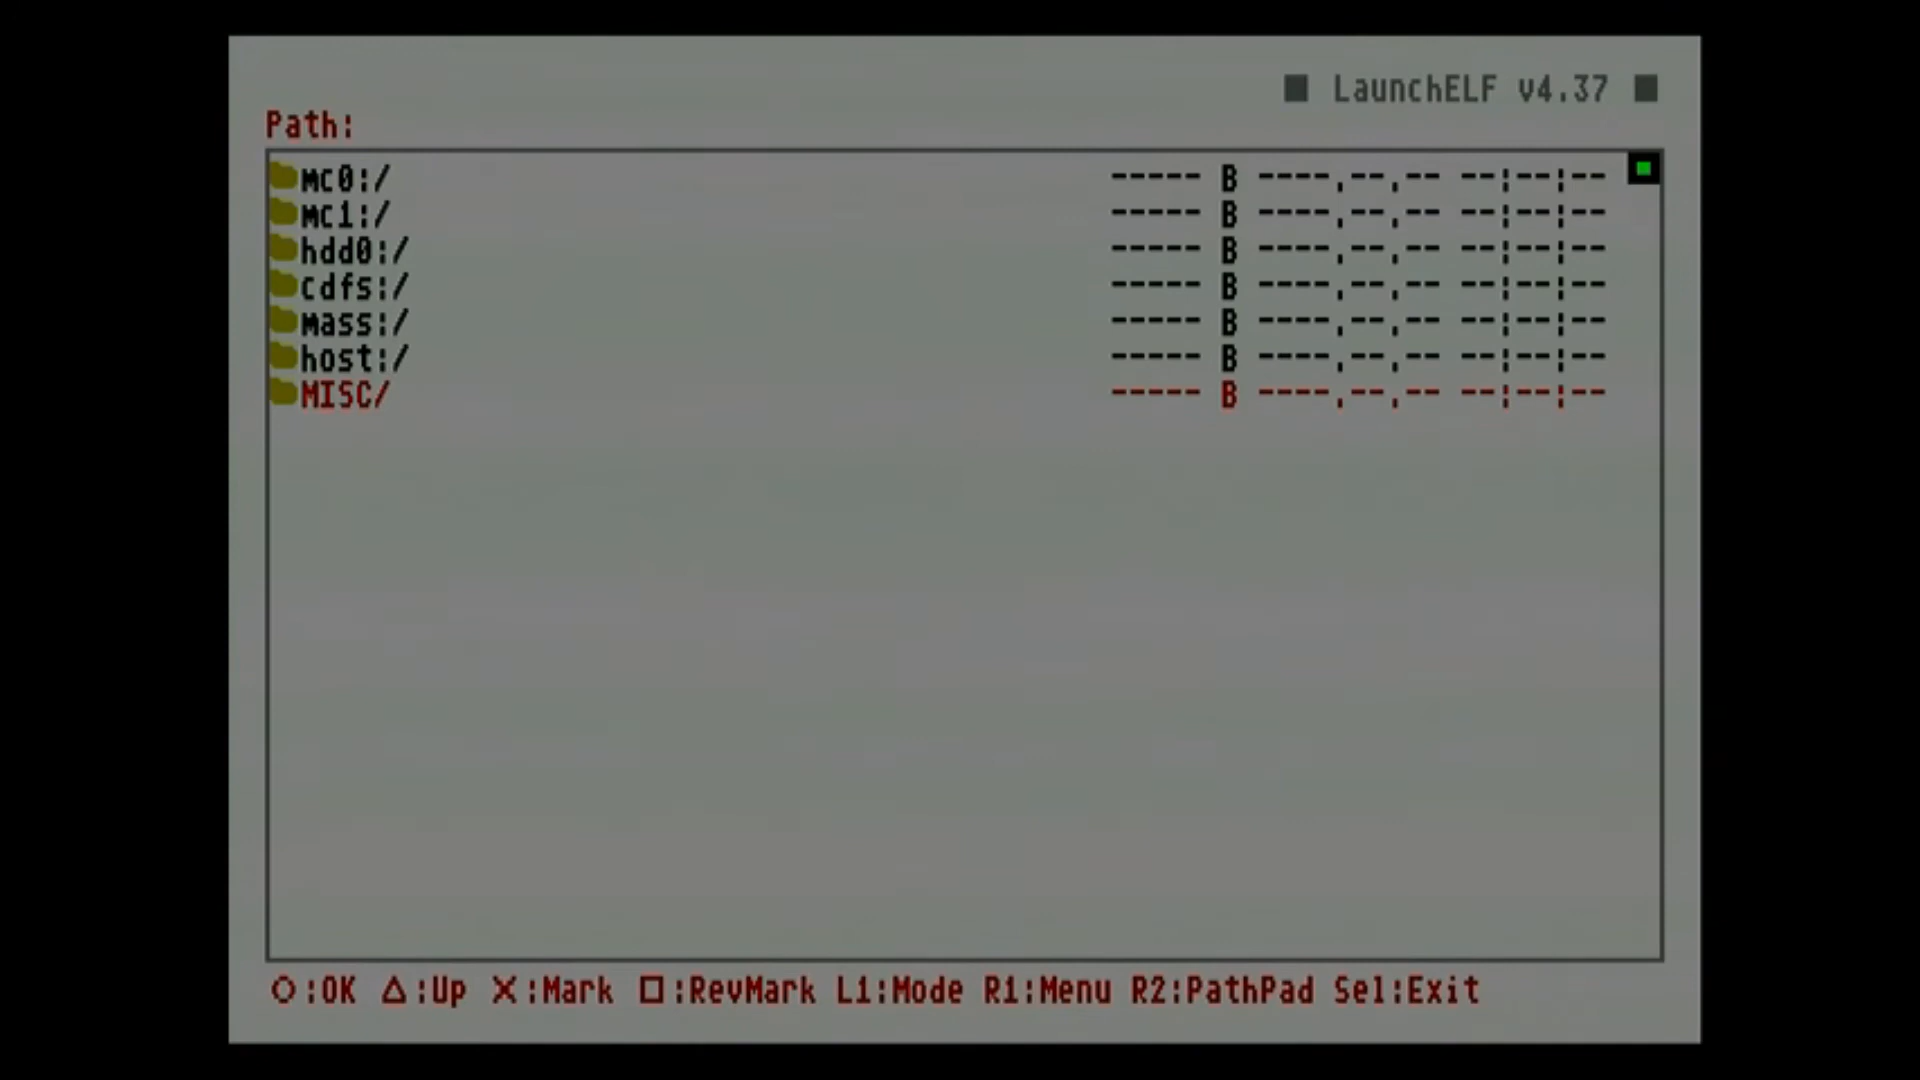 ■ LaunchELF v4.37 ■
Path:
mc0:/ ----- B ----.--.-- --:--:--
mc1:/ ----- B ----.--.-- --:--:--
hdd0:/ ----- B ----.--.-- --:--:--
cdfs:/ ----- B ----.--.-- --:--:--
mass:/ ----- B ----.--.-- --:--:--
host:/ ----- B ----.--.-- --:--:--
MISC/ ----- B ----.--.-- --:--:--
○:OK △:Up ✕:Mark □:RevMark L1:Mode R1:Menu R2:PathPad Sel:Exit